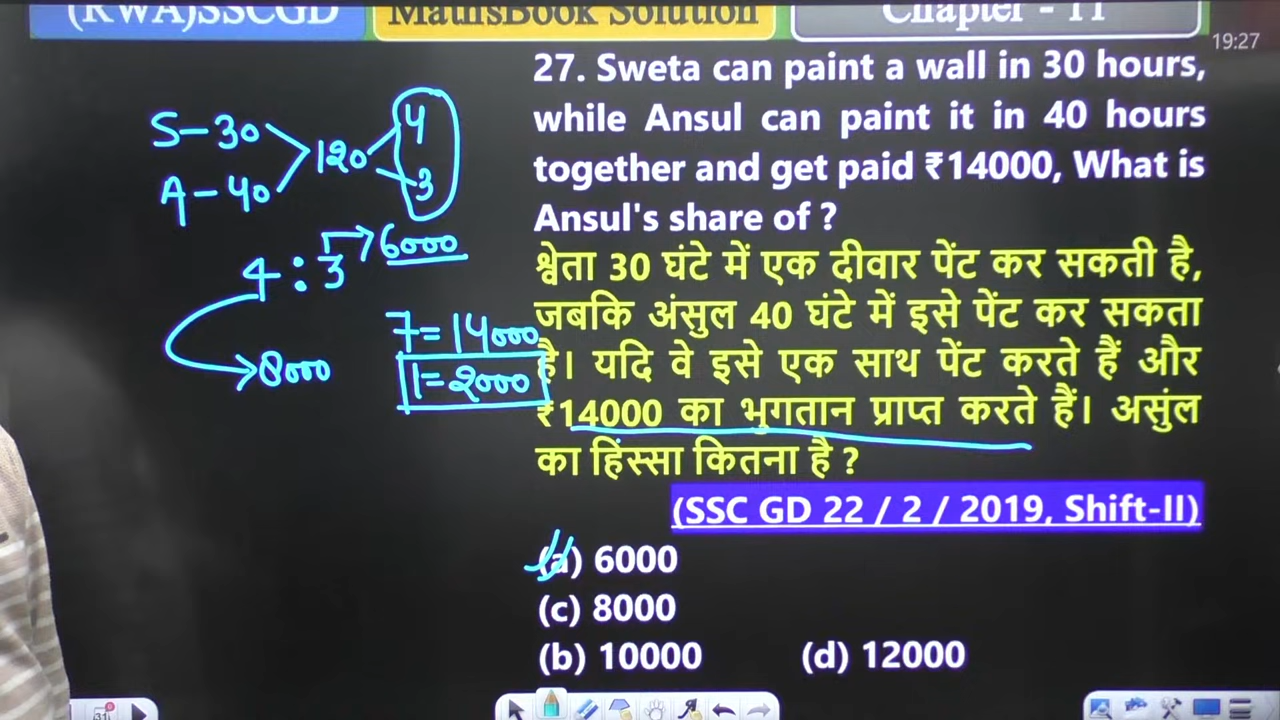 (RWA)SSCGD
MathsBook Solution
Chapter - 11
19:27
27. Sweta can paint a wall in 30 hours,
while Ansul can paint it in 40 hours
together and get paid ₹14000, What is
Ansul's share of ?
श्वेता 30 घंटे में एक दीवार पेंट कर सकती है,
जबकि अंसुल 40 घंटे में इसे पेंट कर सकता
है। यदि वे इसे एक साथ पेंट करते हैं और
₹14000 का भुगतान प्राप्त करते हैं। असुंल
का हिंस्सा कितना है ?
(SSC GD 22 / 2 / 2019, Shift-II)
(a) 6000
(c) 8000
(b) 10000 (d) 12000
S-30
A-40
120
4
3
4 : 3 → 6000
8000
7=14000
1=2000
31